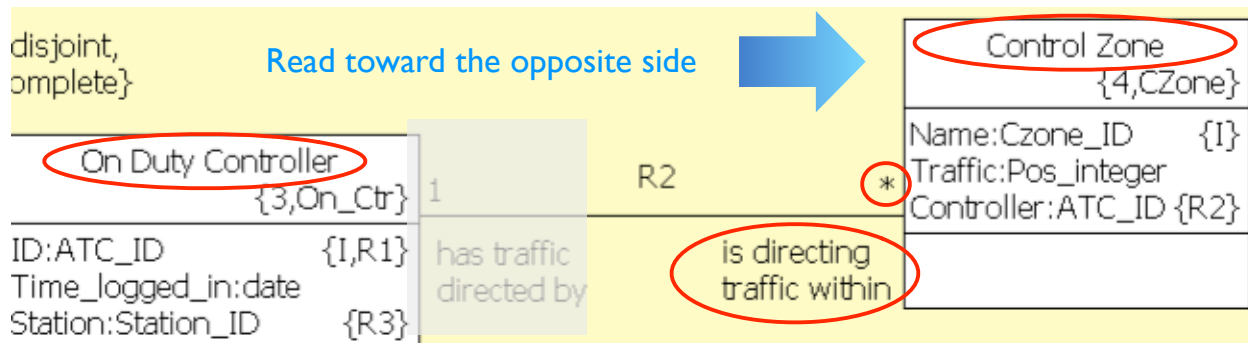 disjoint,
omplete}
Read toward the opposite side
Control Zone
{4,CZone}
Name:Czone_ID {I}
Traffic:Pos_integer
Controller:ATC_ID {R2}
On Duty Controller
{3,On_Ctr}
1
R2
*
ID:ATC_ID {I,R1}
Time_logged_in:date
Station:Station_ID {R3}
has traffic
directed by
is directing
traffic within